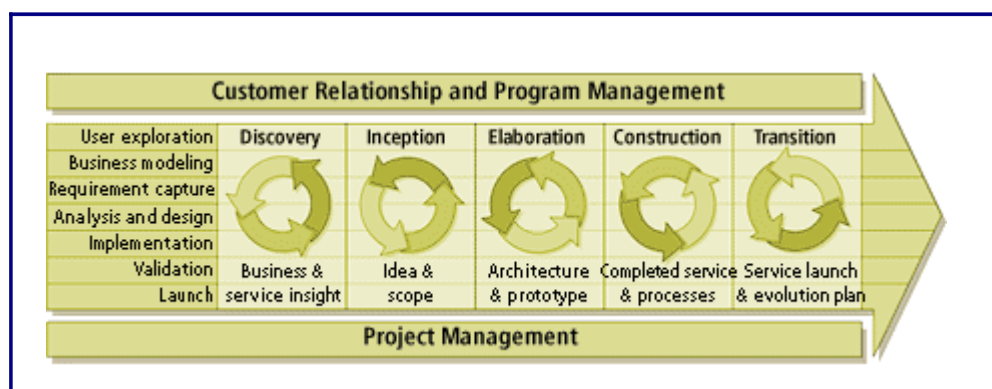 Customer Relationship and Program Management
User exploration Discovery Inception Elaboration Construction Transition
Business modeling
Requirement capture
Analysis and design
Implementation
Validation Business & Idea & Architecture Completed service Service launch
Launch service insight scope & prototype & processes & evolution plan
Project Management